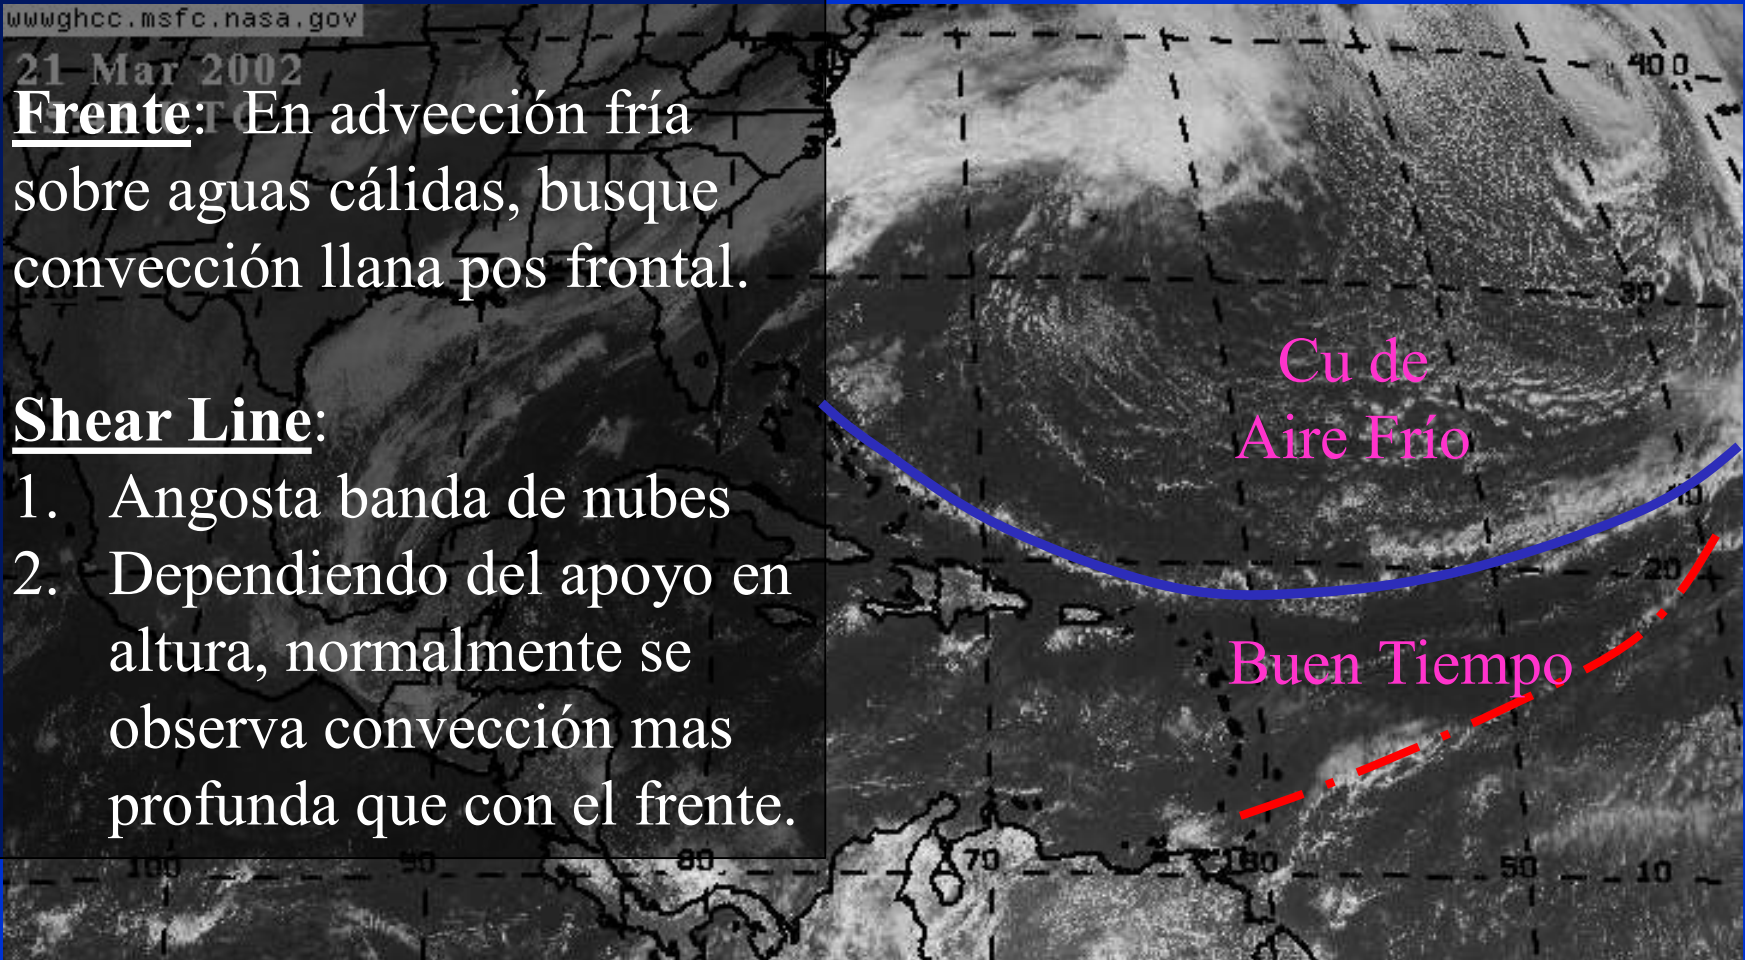 wwwghcc.msfc.nasa.gov
21 Mar 2002
Frente: En advección fría
sobre aguas cálidas, busque
convección llana pos frontal.
Shear Line:
1. Angosta banda de nubes
2. Dependiendo del apoyo en
altura, normalmente se
observa convección mas
profunda que con el frente.
Cu de
Aire Frío
Buen Tiempo
30
40
20
100
90
80
70
50
10